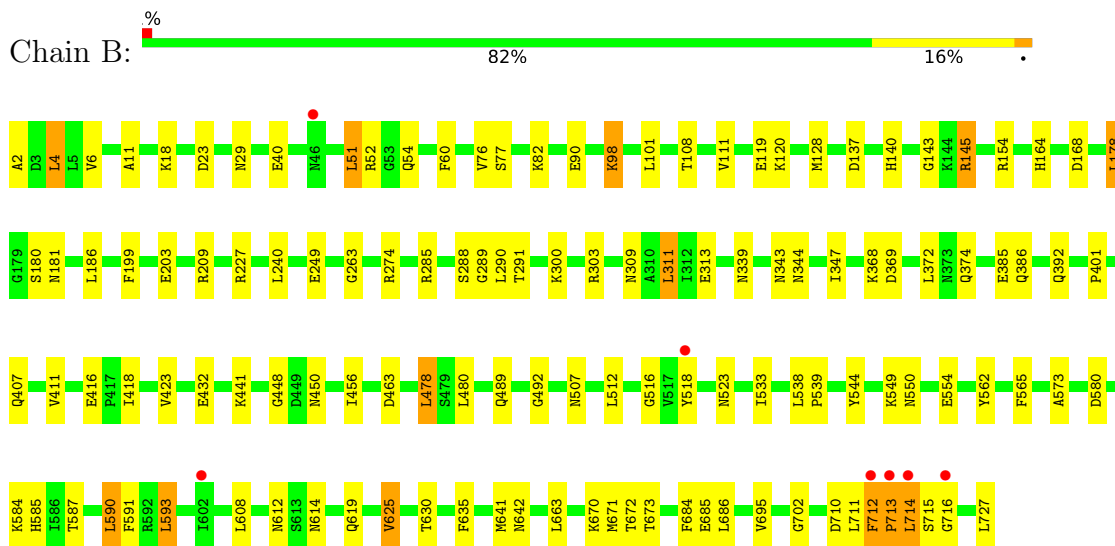 %
Chain B:
82% 16% •
A2 D3 L4 L5 V6 A11 K18 D23 N29 E40 N46 L51 R52 G53 Q54 F60 V76 S77 K82 E90 K98 L101 T108 V111 E119 K120 M128 D137 H140 G143 K144 R145 R154 H164 D168
G179 S180 N181 L186 F199 E203 R209 R227 L240 E249 G263 R274 R285 S288 G289 L290 T291 K300 R303 N309 A310 L311 I312 E313 N339 N343 N344 I347 K368 D369 L372 N373 Q374 E385 Q386 Q392 P401
Q407 V411 E416 P417 I418 V423 E432 K441 G448 D449 N450 I456 D463 L478 S479 L480 Q489 G492 N507 L512 G516 V517 Y518 N523 I533 L538 P539 Y544 K549 N550 E554 Y562 F565 A573 D580
K584 H585 I586 T587 L590 F591 R592 L593 I602 L608 N612 S613 N614 Q619 V625 T630 F635 M641 N642 L663 K670 M671 T672 T673 F684 E685 L686 V695 G702 D710 L711 F712 P713 L714 S715 G716 L727